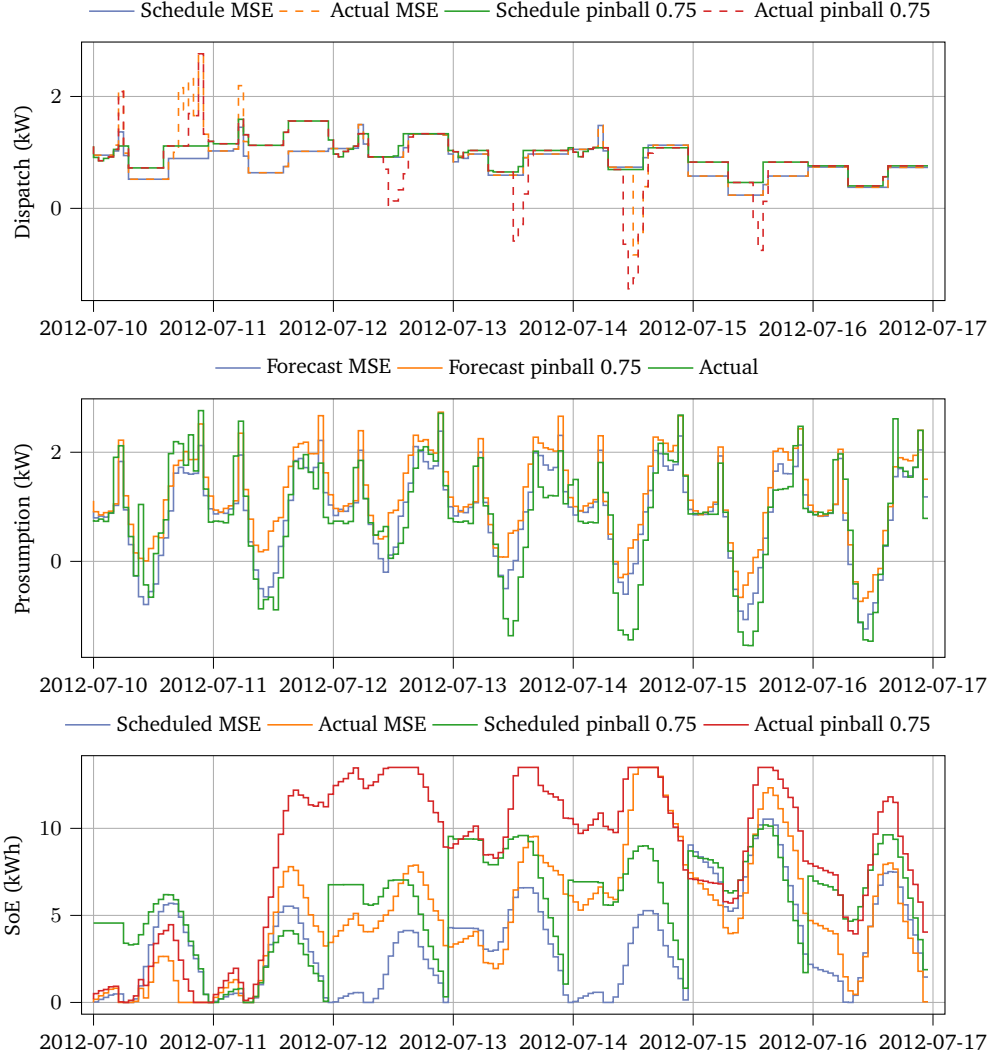 Schedule MSE Actual MSE Schedule pinball 0.75 Actual pinball 0.75
Dispatch (kW)
2
0
2012-07-10 2012-07-11 2012-07-12 2012-07-13 2012-07-14 2012-07-15 2012-07-16 2012-07-17
Forecast MSE Forecast pinball 0.75 Actual
Prosumption (kW)
2
0
2012-07-10 2012-07-11 2012-07-12 2012-07-13 2012-07-14 2012-07-15 2012-07-16 2012-07-17
Scheduled MSE Actual MSE Scheduled pinball 0.75 Actual pinball 0.75
SoE (kWh)
10
5
0
2012-07-10 2012-07-11 2012-07-12 2012-07-13 2012-07-14 2012-07-15 2012-07-16 2012-07-17